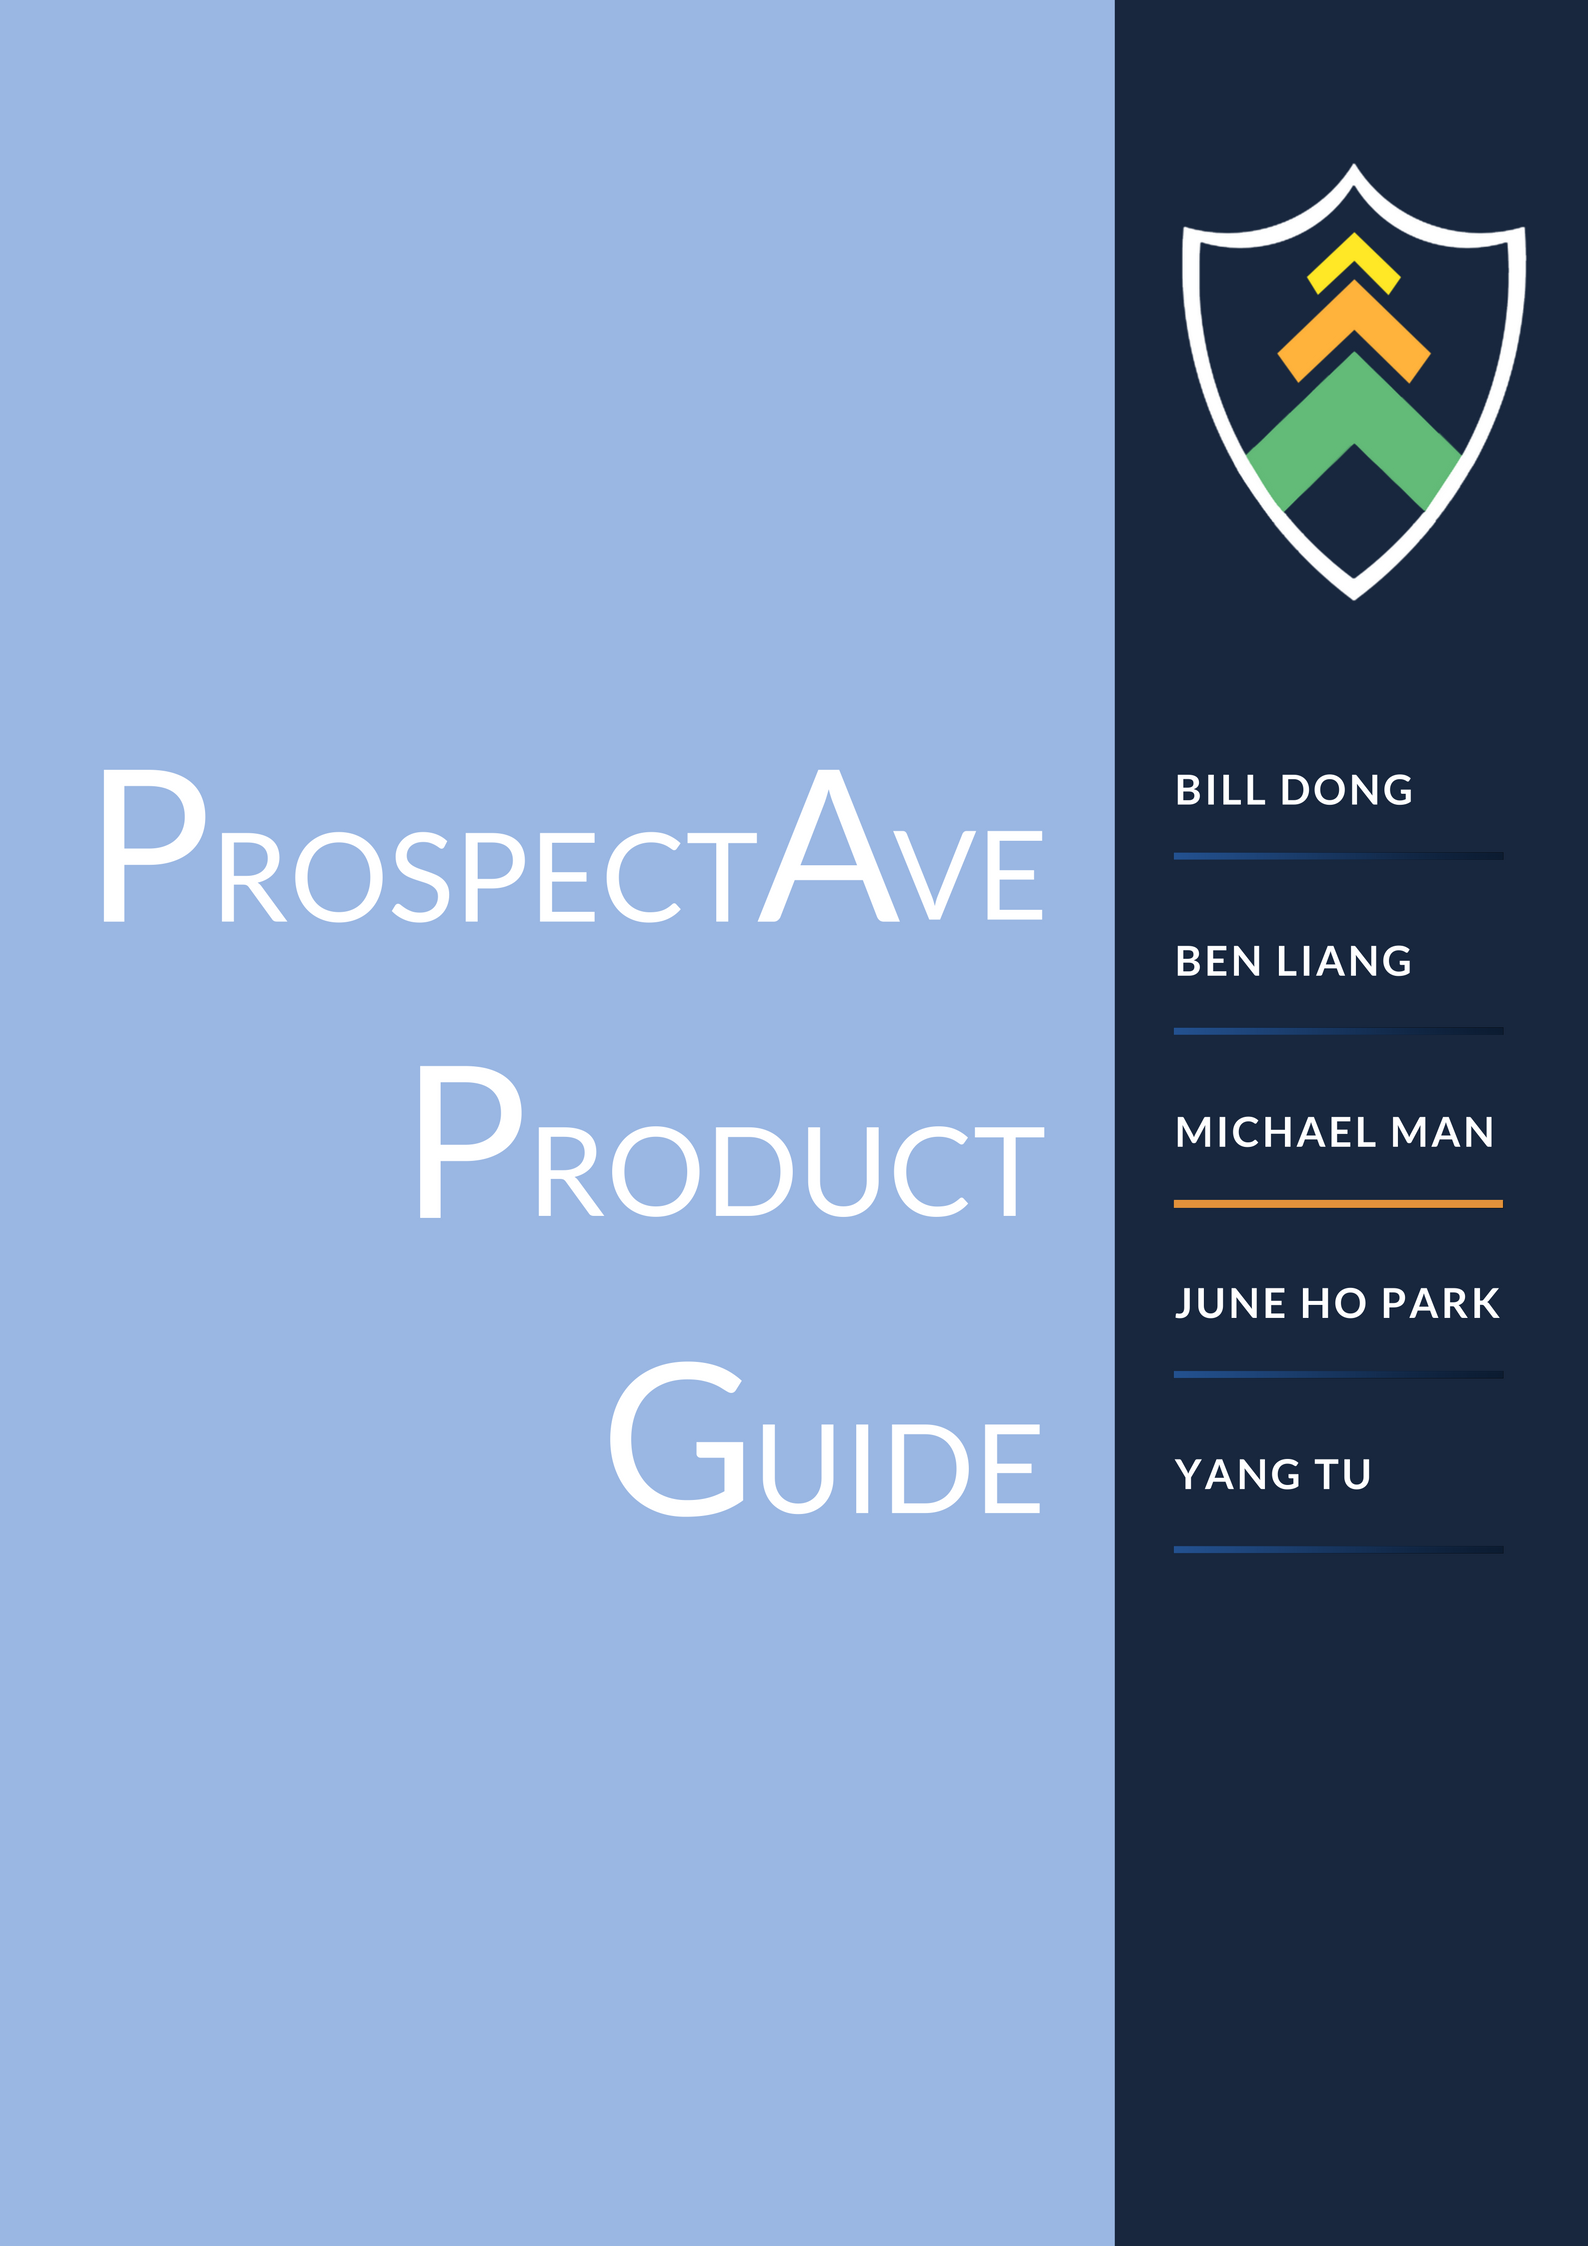 ProspectAve
Product
Guide
BILL DONG
BEN LIANG
MICHAEL MAN
JUNE HO PARK
YANG TU